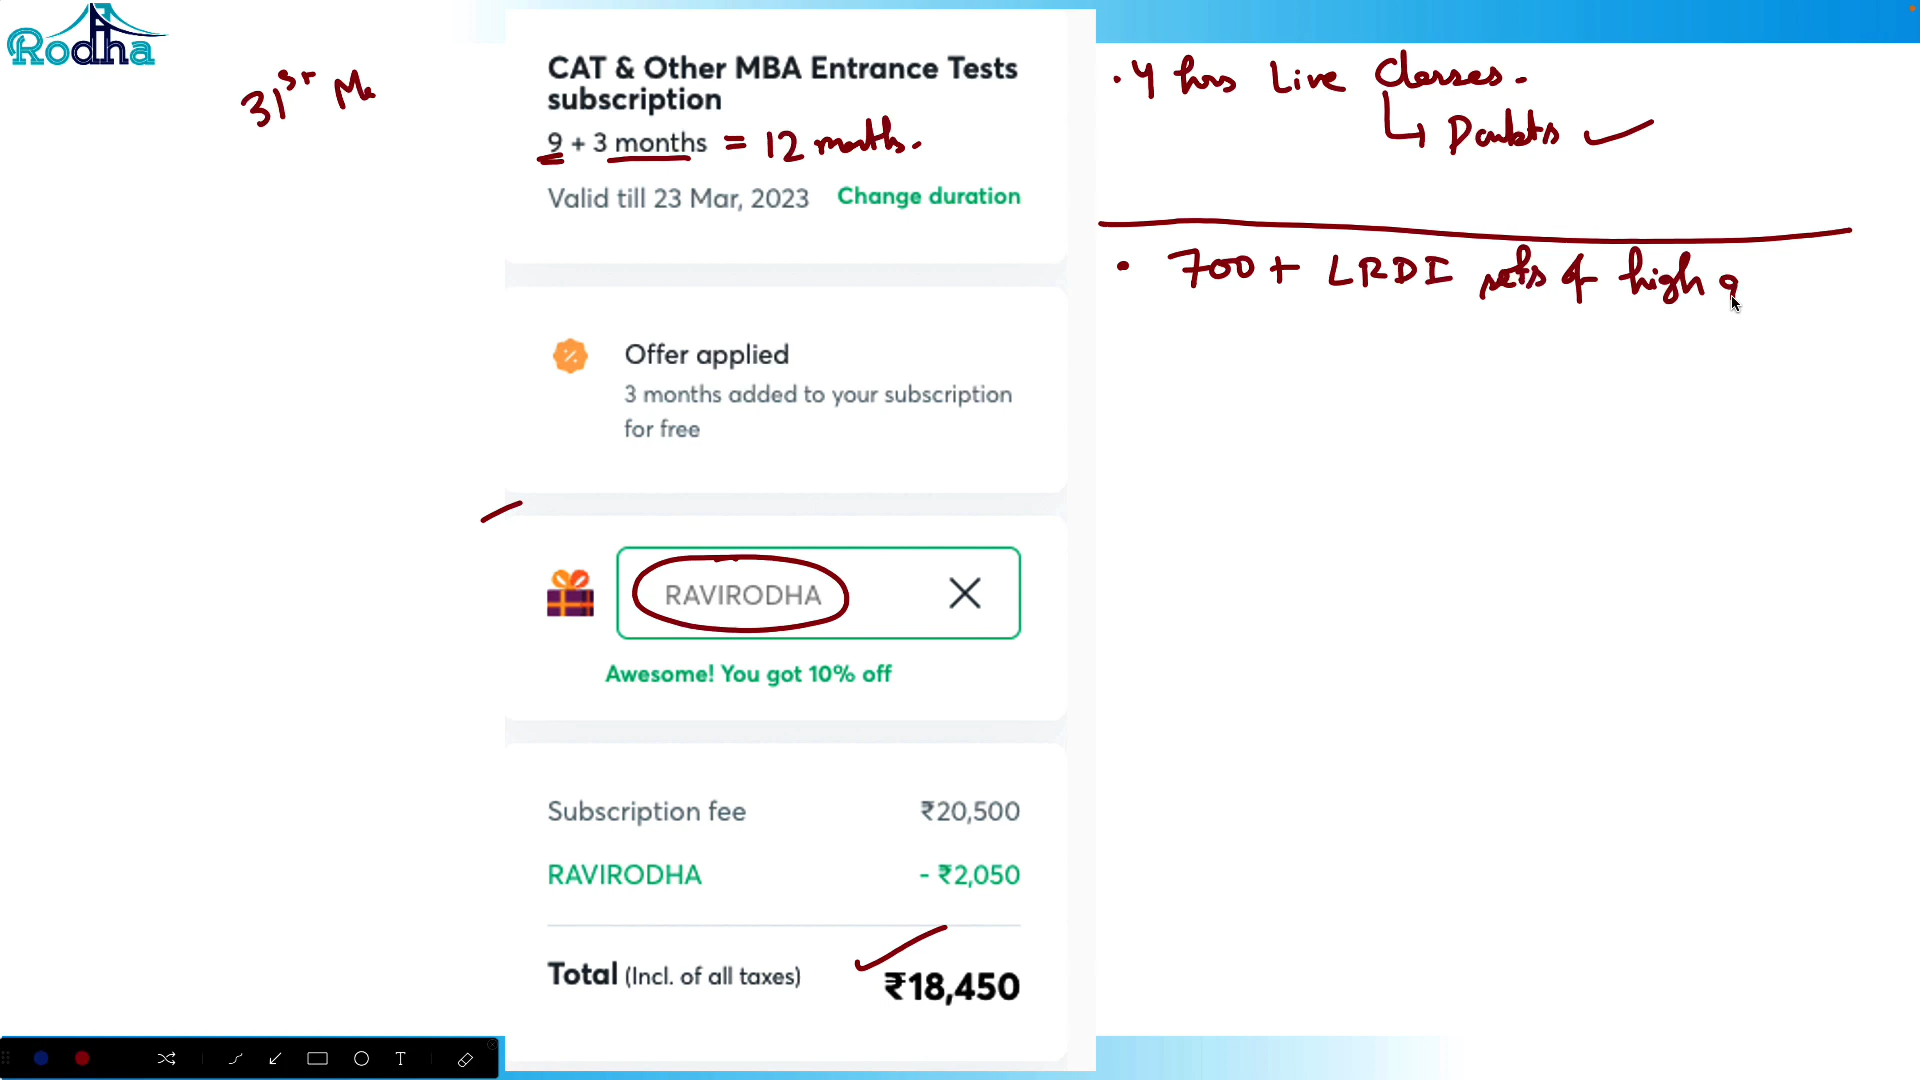 Rodha
31st Ma
CAT & Other MBA Entrance Tests
subscription
9 + 3 months = 12 months.
Valid till 23 Mar, 2023 Change duration
Offer applied
3 months added to your subscription
for free
RAVIRODHA
Awesome! You got 10% off
Subscription fee ₹20,500
RAVIRODHA - ₹2,050
Total (Incl. of all taxes) ₹18,450
T
• 4 hrs Live Classes.
Doubts
• 700+ LRDI sets of high q